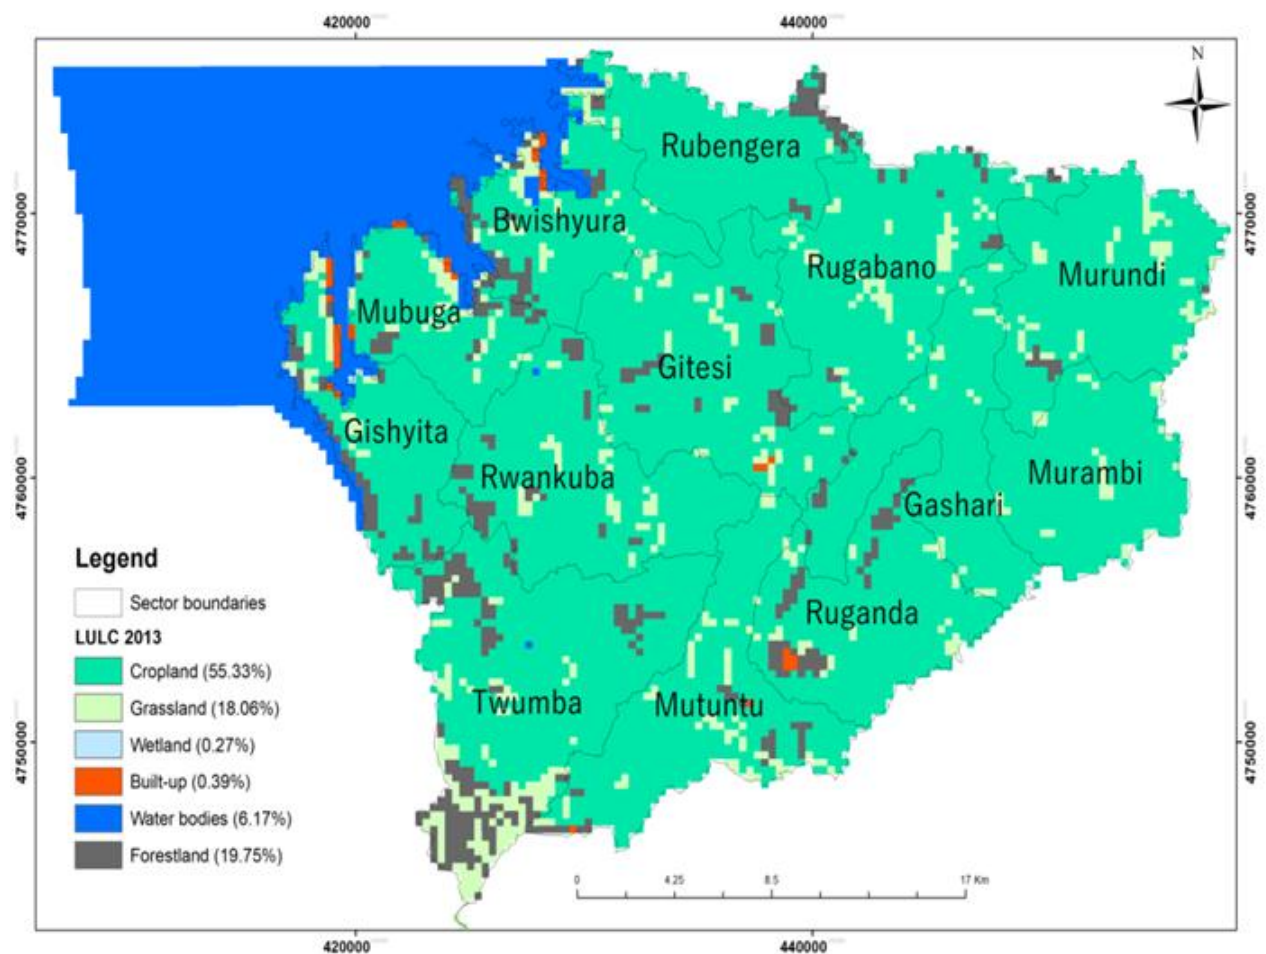 420000
440000
N
4770000
4770000
Rubengera
Bwishyura
Rugabano
Murundi
Mubuga
Gitesi
Gishyita
Rwankuba
Murambi
Gashari
4760000
4760000
Legend
Sector boundaries
LULC 2013
Cropland (55.33%)
Grassland (18.06%)
Wetland (0.27%)
Built-up (0.39%)
Water bodies (6.17%)
Forestland (19.75%)
Ruganda
Twumba
Mutuntu
4750000
4750000
0 4.25 8.5 17 Km
420000
440000